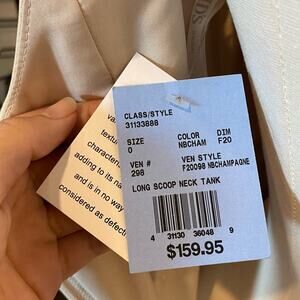 va
textu
character
adding to its na
and is in no way
considered as defect
CLASS/STYLE
31133888
SIZE COLOR DIM
0 NBCHAM F20
VEN # VEN STYLE
298 F20098 NBCHAMPAGNE
LONG SCOOP NECK TANK
4 31130 36048 9
$159.95